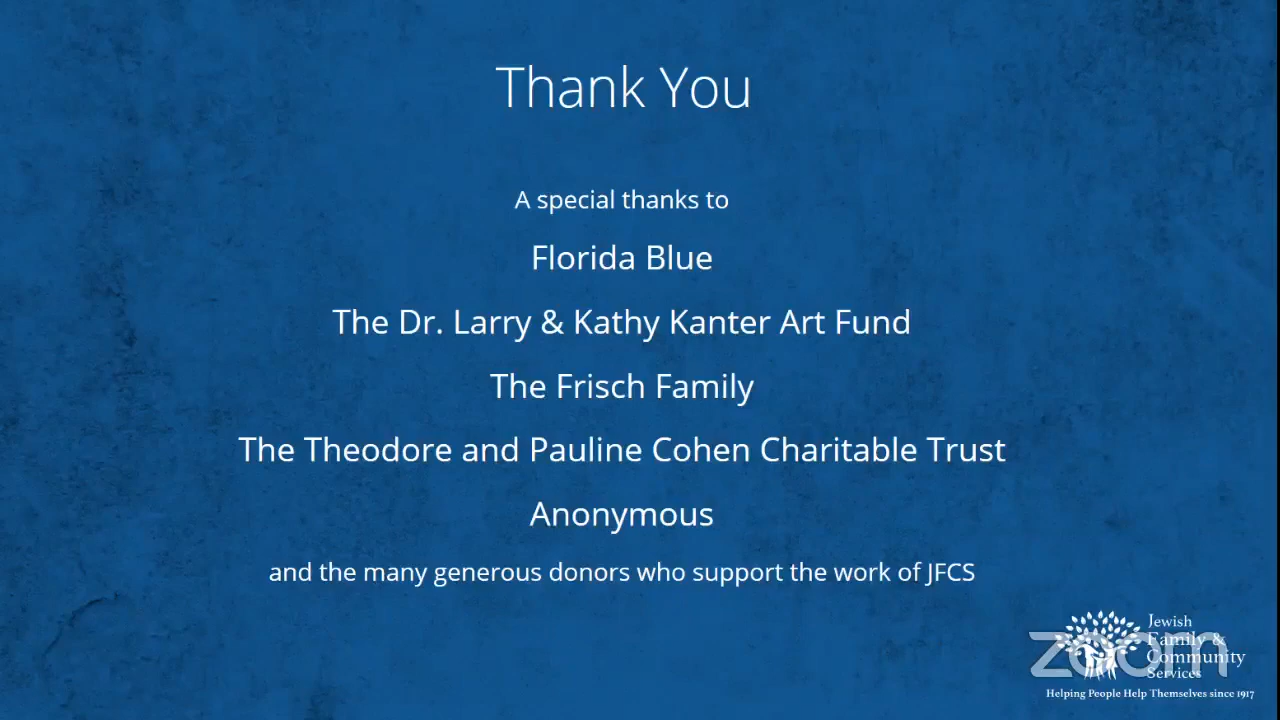 Thank You
A special thanks to
Florida Blue
The Dr. Larry & Kathy Kanter Art Fund
The Frisch Family
The Theodore and Pauline Cohen Charitable Trust
Anonymous
and the many generous donors who support the work of JFCS
Jewish
Family &
Community
Services
zoom
Helping People Help Themselves since 1917